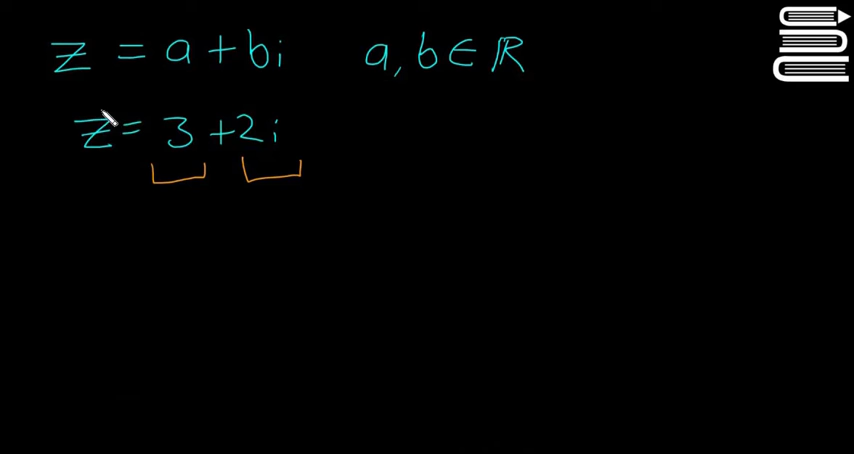 z = a + bi a, b ∈ ℝ
z = 3 + 2i